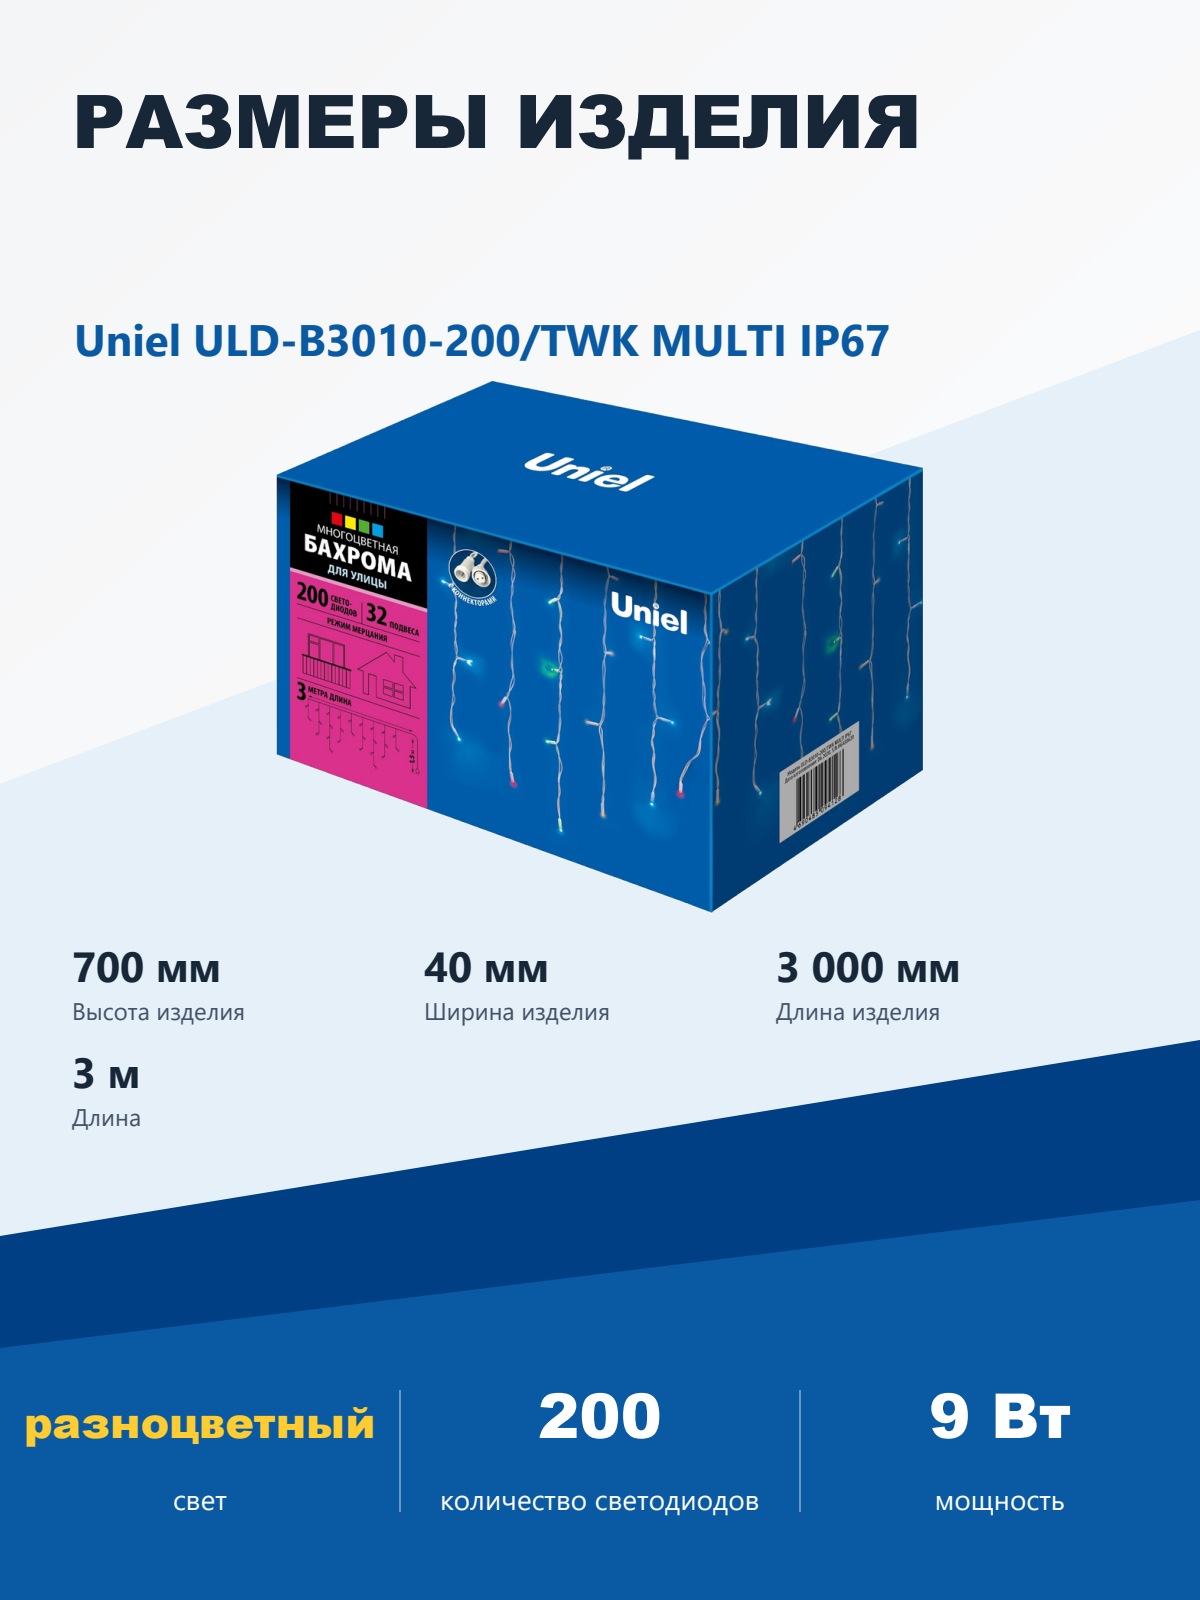 РАЗМЕРЫ ИЗДЕЛИЯ
Uniel ULD-B3010-200/TWK MULTI IP67
Uniel
МНОГОЦВЕТНАЯ
БАХРОМА
ДЛЯ УЛИЦЫ
200 СВЕТО-
ДИОДОВ
32 ПОДВЕСА
РЕЖИМ МЕРЦАНИЯ
3 МЕТРА ДЛИНА
С КОННЕКТОРАМИ
Uniel
700 мм
Высота изделия
40 мм
Ширина изделия
3 000 мм
Длина изделия
3 м
Длина
разноцветный
свет
200
количество светодиодов
9 Вт
мощность